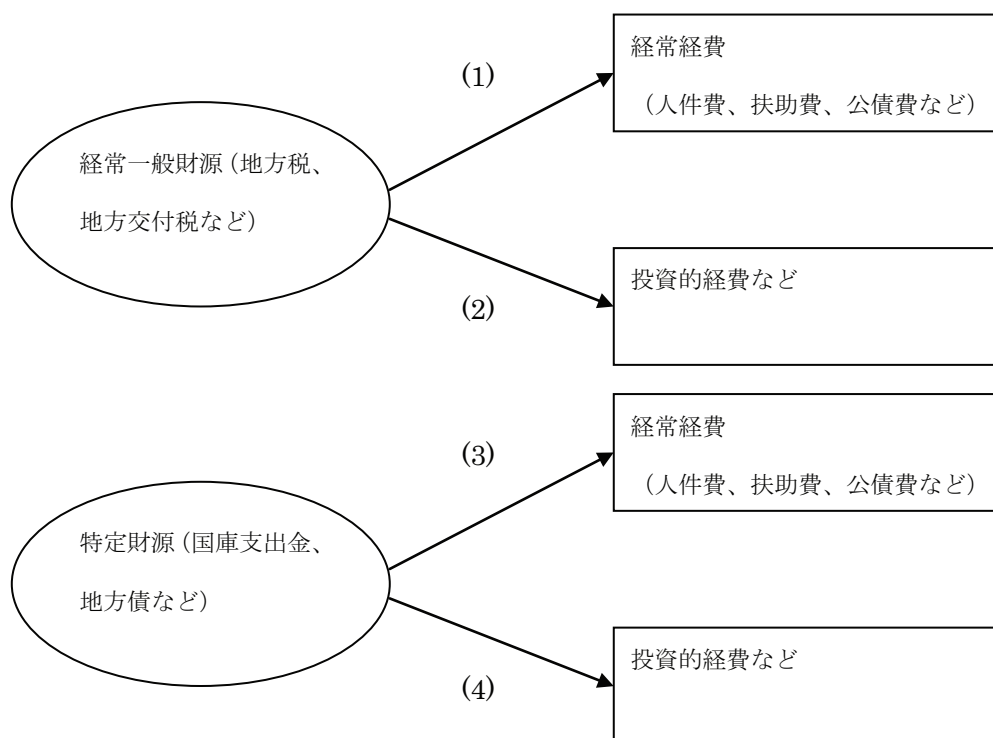 (1)
経常経費
（人件費、扶助費、公債費など）
経常一般財源（地方税、
地方交付税など）
投資的経費など
(2)
(3)
経常経費
（人件費、扶助費、公債費など）
特定財源（国庫支出金、
地方債など）
投資的経費など
(4)